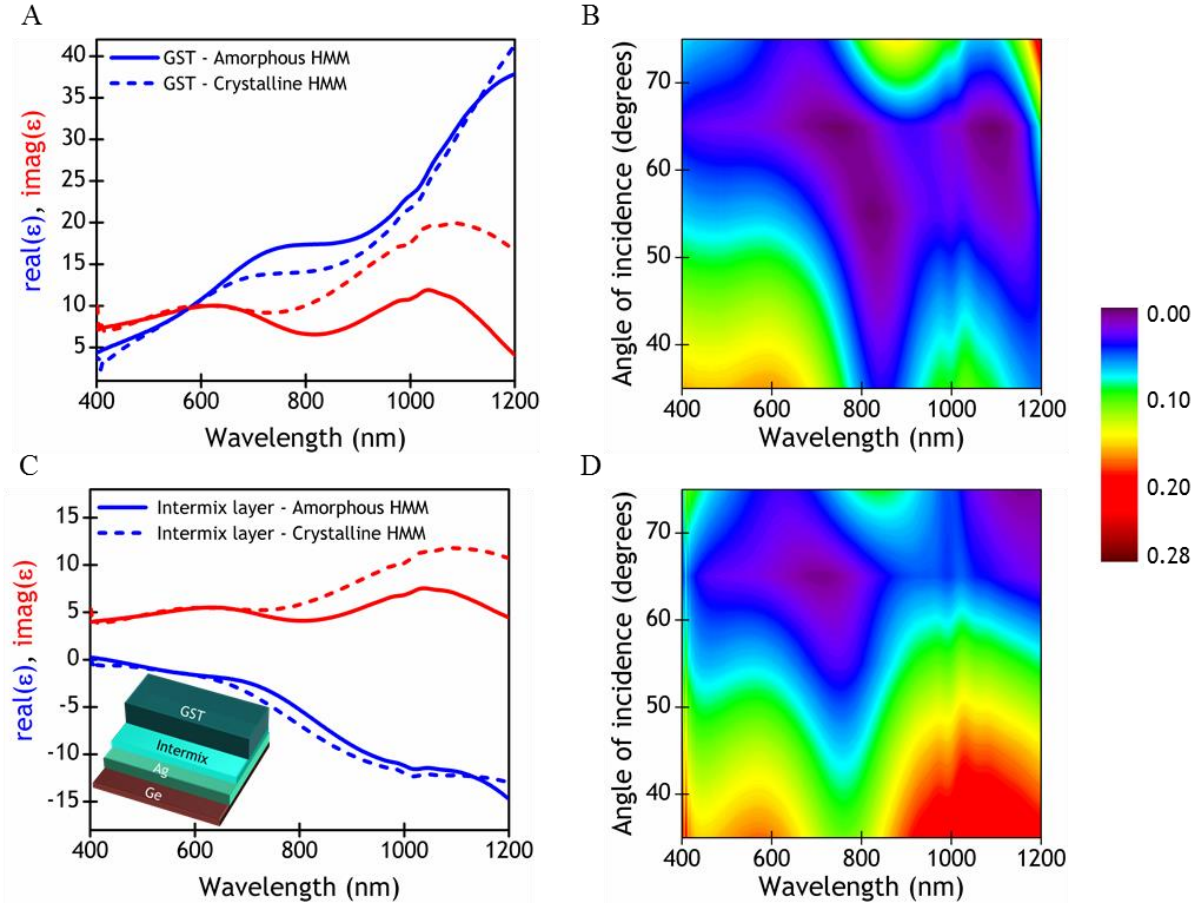 A
B
real(ε), imag(ε)
40
35
30
25
20
15
10
5
GST - Amorphous HMM
GST - Crystalline HMM
400
600
800
1000
1200
Wavelength (nm)
Angle of incidence (degrees)
70
60
50
40
400
600
800
1000
1200
Wavelength (nm)
0.00
0.10
0.20
0.28
C
D
real(ε), imag(ε)
15
10
5
0
-5
-10
-15
Intermix layer - Amorphous HMM
Intermix layer - Crystalline HMM
GST
Intermix
Ag
Ge
400
600
800
1000
1200
Wavelength (nm)
Angle of incidence (degrees)
70
60
50
40
400
600
800
1000
1200
Wavelength (nm)